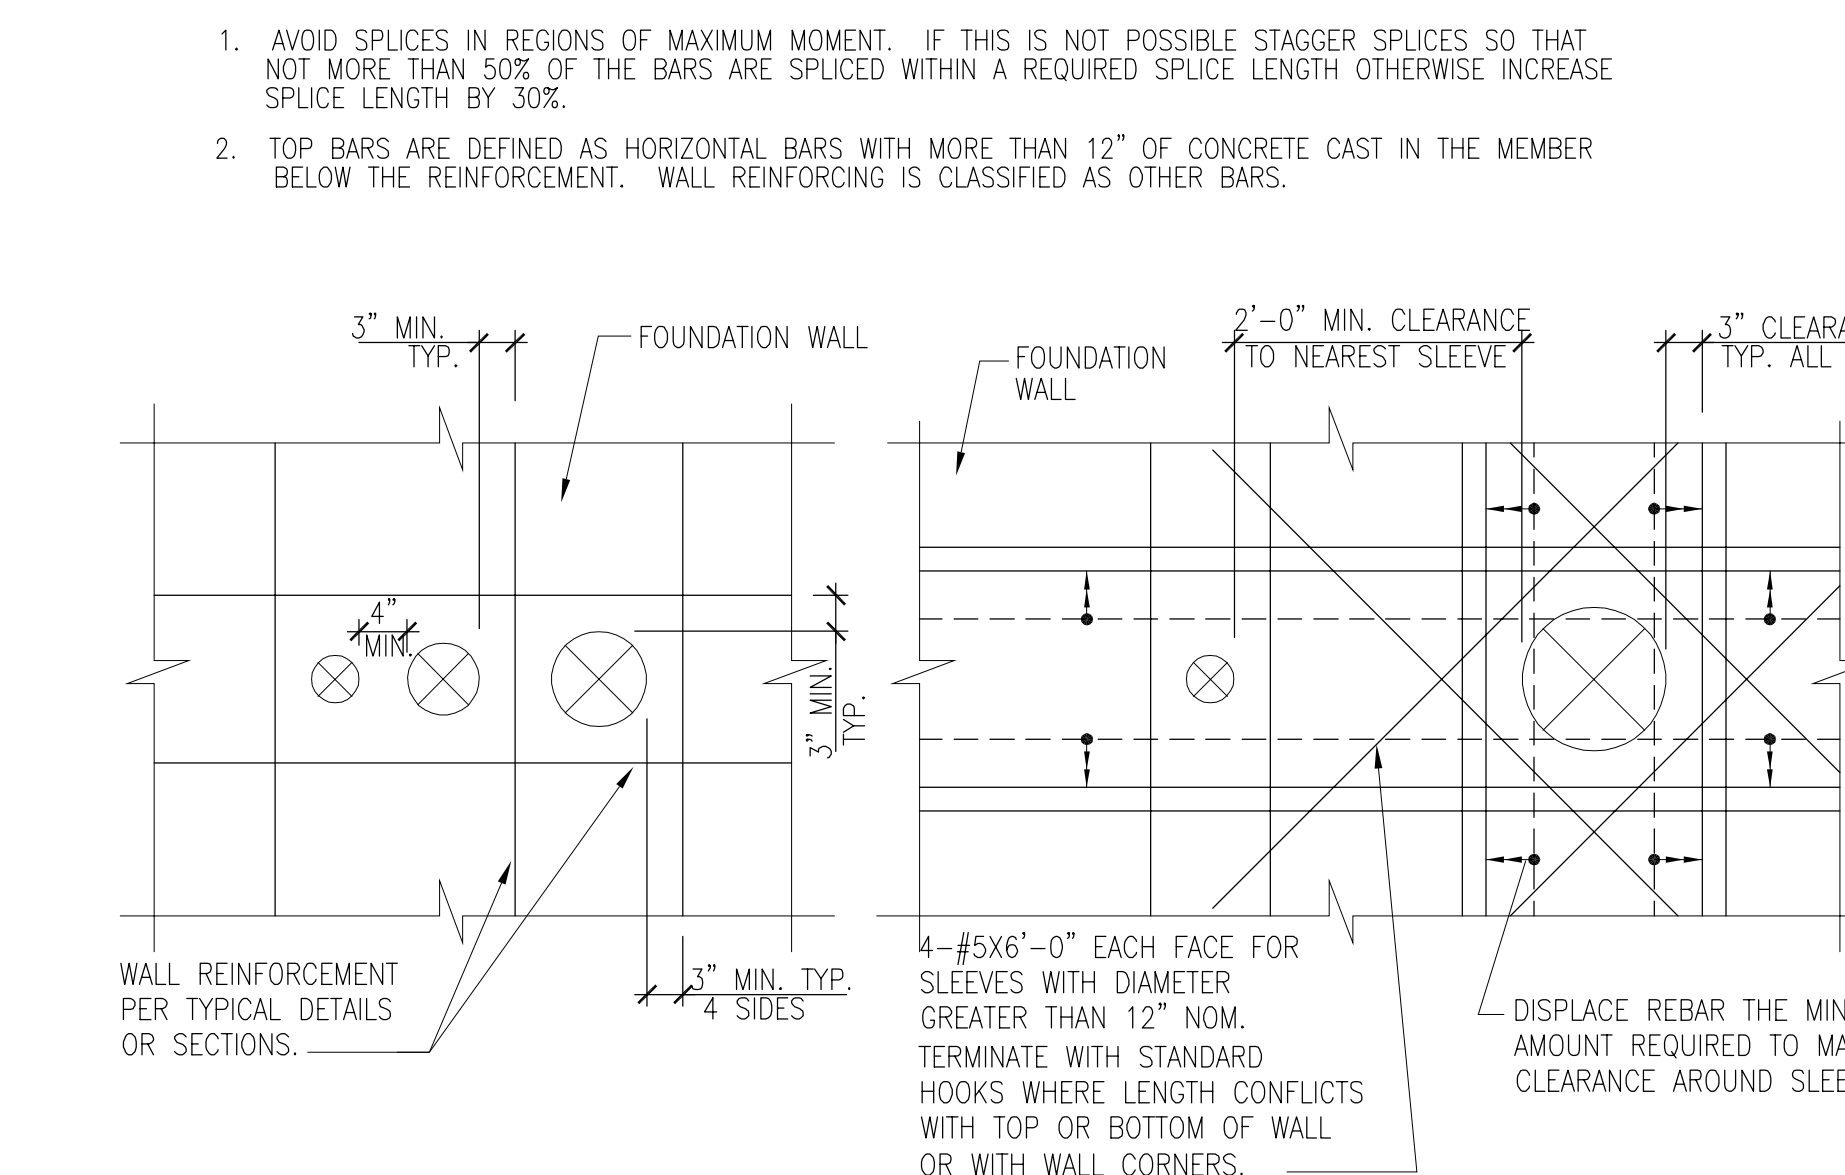 1. AVOID SPLICES IN REGIONS OF MAXIMUM MOMENT. IF THIS IS NOT POSSIBLE STAGGER SPLICES SO THAT
NOT MORE THAN 50% OF THE BARS ARE SPLICED WITHIN A REQUIRED SPLICE LENGTH OTHERWISE INCREASE
SPLICE LENGTH BY 30%.
2. TOP BARS ARE DEFINED AS HORIZONTAL BARS WITH MORE THAN 12" OF CONCRETE CAST IN THE MEMBER
BELOW THE REINFORCEMENT. WALL REINFORCING IS CLASSIFIED AS OTHER BARS.
3" MIN.
TYP.
FOUNDATION WALL
4"
MIN.
3" MIN.
TYP.
WALL REINFORCEMENT
PER TYPICAL DETAILS
OR SECTIONS.
3" MIN. TYP.
4 SIDES
FOUNDATION
WALL
2'-0" MIN. CLEARANCE
TO NEAREST SLEEVE
3"
TYP. ALL
4-#5X6'-0" EACH FACE FOR
SLEEVES WITH DIAMETER
GREATER THAN 12" NOM.
TERMINATE WITH STANDARD
HOOKS WHERE LENGTH CONFLICTS
WITH TOP OR BOTTOM OF WALL
OR WITH WALL CORNERS.
DISPLACE REBAR THE
AMOUNT REQUIRED TO
CLEARANCE AROUND